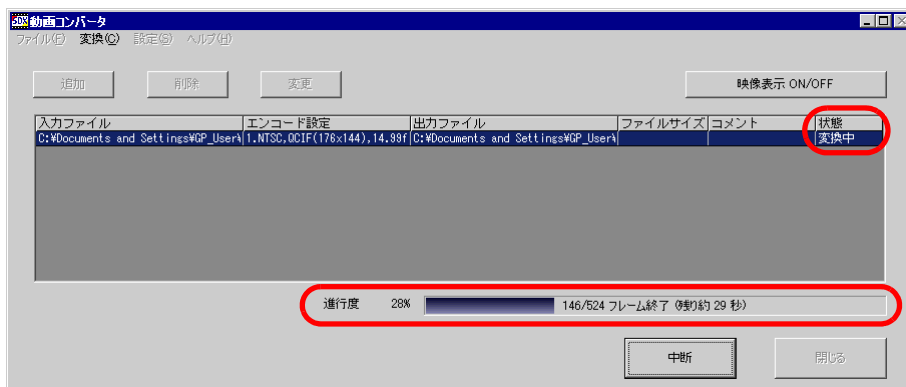 SDX 動画コンバータ
ファイル(F) 変換(C) 設定(S) ヘルプ(H)
追加 削除 変更 映像表示 ON/OFF
入力ファイル エンコード設定 出力ファイル ファイルサイズ コメント 状態
C:¥Documents and Settings¥GP_User¥ 1.NTSC,QCIF(176x144),14.99f C:¥Documents and Settings¥GP_User¥ 変換中
進行度 28% 146/524 フレーム終了 (残り約 29 秒)
中断 閉じる